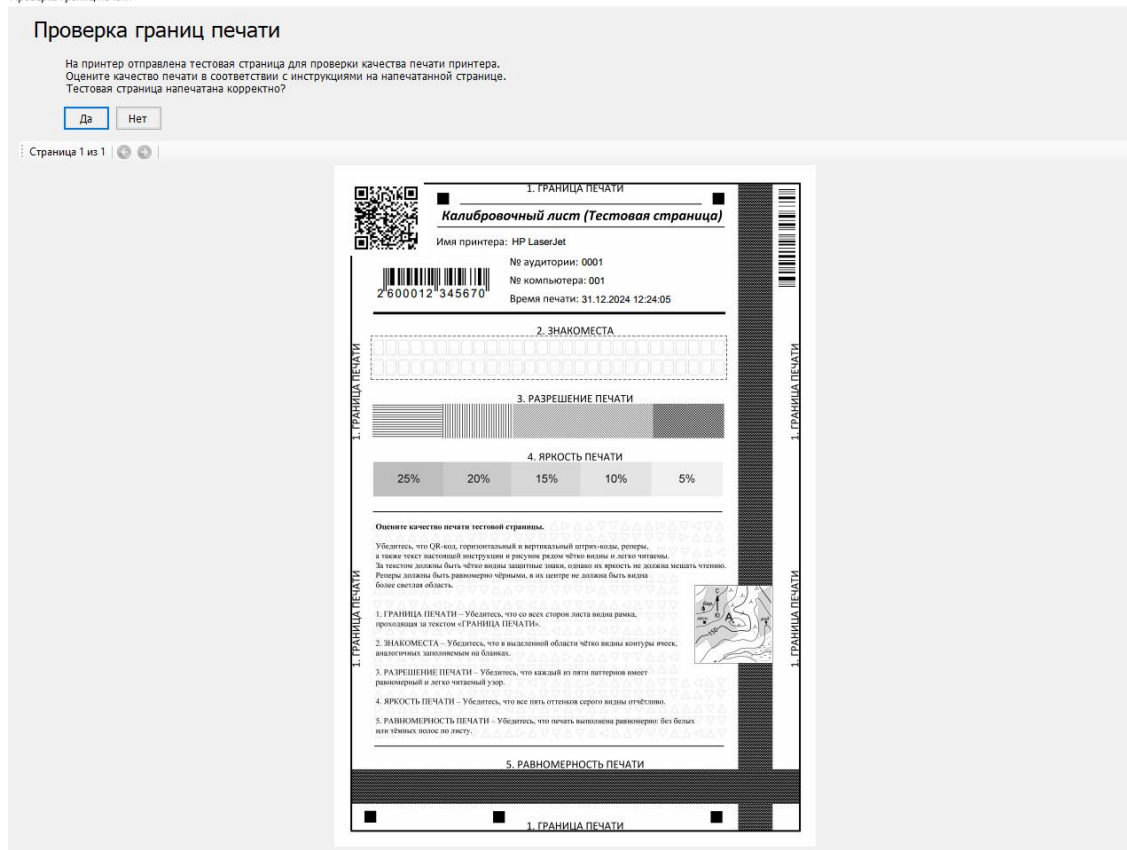 Проверка границ печати
На принтер отправлена тестовая страница для проверки качества печати принтера.
Оцените качество печати в соответствии с инструкциями на напечатанной странице.
Тестовая страница напечатана корректно?
Да Нет
Страница 1 из 1
1. ГРАНИЦА ПЕЧАТИ
Калибровочный лист (Тестовая страница)
Имя принтера: HP LaserJet
№ аудитории: 0001
№ компьютера: 001
Время печати: 31.12.2024 12:24:05
2 600012 345670
2. ЗНАКОМЕСТА
1. ГРАНИЦА ПЕЧАТИ
1. ГРАНИЦА ПЕЧАТИ
3. РАЗРЕШЕНИЕ ПЕЧАТИ
4. ЯРКОСТЬ ПЕЧАТИ
25% 20% 15% 10% 5%
Оцените качество печати тестовой страницы.
Убедитесь, что QR-код, горизонтальный и вертикальный штрих-коды, реперы,
а также текст настоящей инструкции и рисунок рядом чётко видны и легко читаемы.
За текстом должны быть чётко видны защитные знаки, однако их яркость не должна мешать чтению.
Реперы должны быть равномерно чёрными, в их центре не должна быть видна
более светлая область.
1. ГРАНИЦА ПЕЧАТИ
1. ГРАНИЦА ПЕЧАТИ
1. ГРАНИЦА ПЕЧАТИ – Убедитесь, что со всех сторон листа видна рамка,
проходящая за текстом «ГРАНИЦА ПЕЧАТИ».
2. ЗНАКОМЕСТА – Убедитесь, что в выделенной области чётко видны контуры ячеек,
аналогичных заполняемым на бланках.
3. РАЗРЕШЕНИЕ ПЕЧАТИ – Убедитесь, что каждый из пяти паттернов имеет
равномерный и легко читаемый узор.
4. ЯРКОСТЬ ПЕЧАТИ – Убедитесь, что все пять оттенков серого видны отчётливо.
5. РАВНОМЕРНОСТЬ ПЕЧАТИ – Убедитесь, что печать выполнена равномерно: без белых
или тёмных полос по листу.
С
А
Ю
150
5. РАВНОМЕРНОСТЬ ПЕЧАТИ
1. ГРАНИЦА ПЕЧАТИ